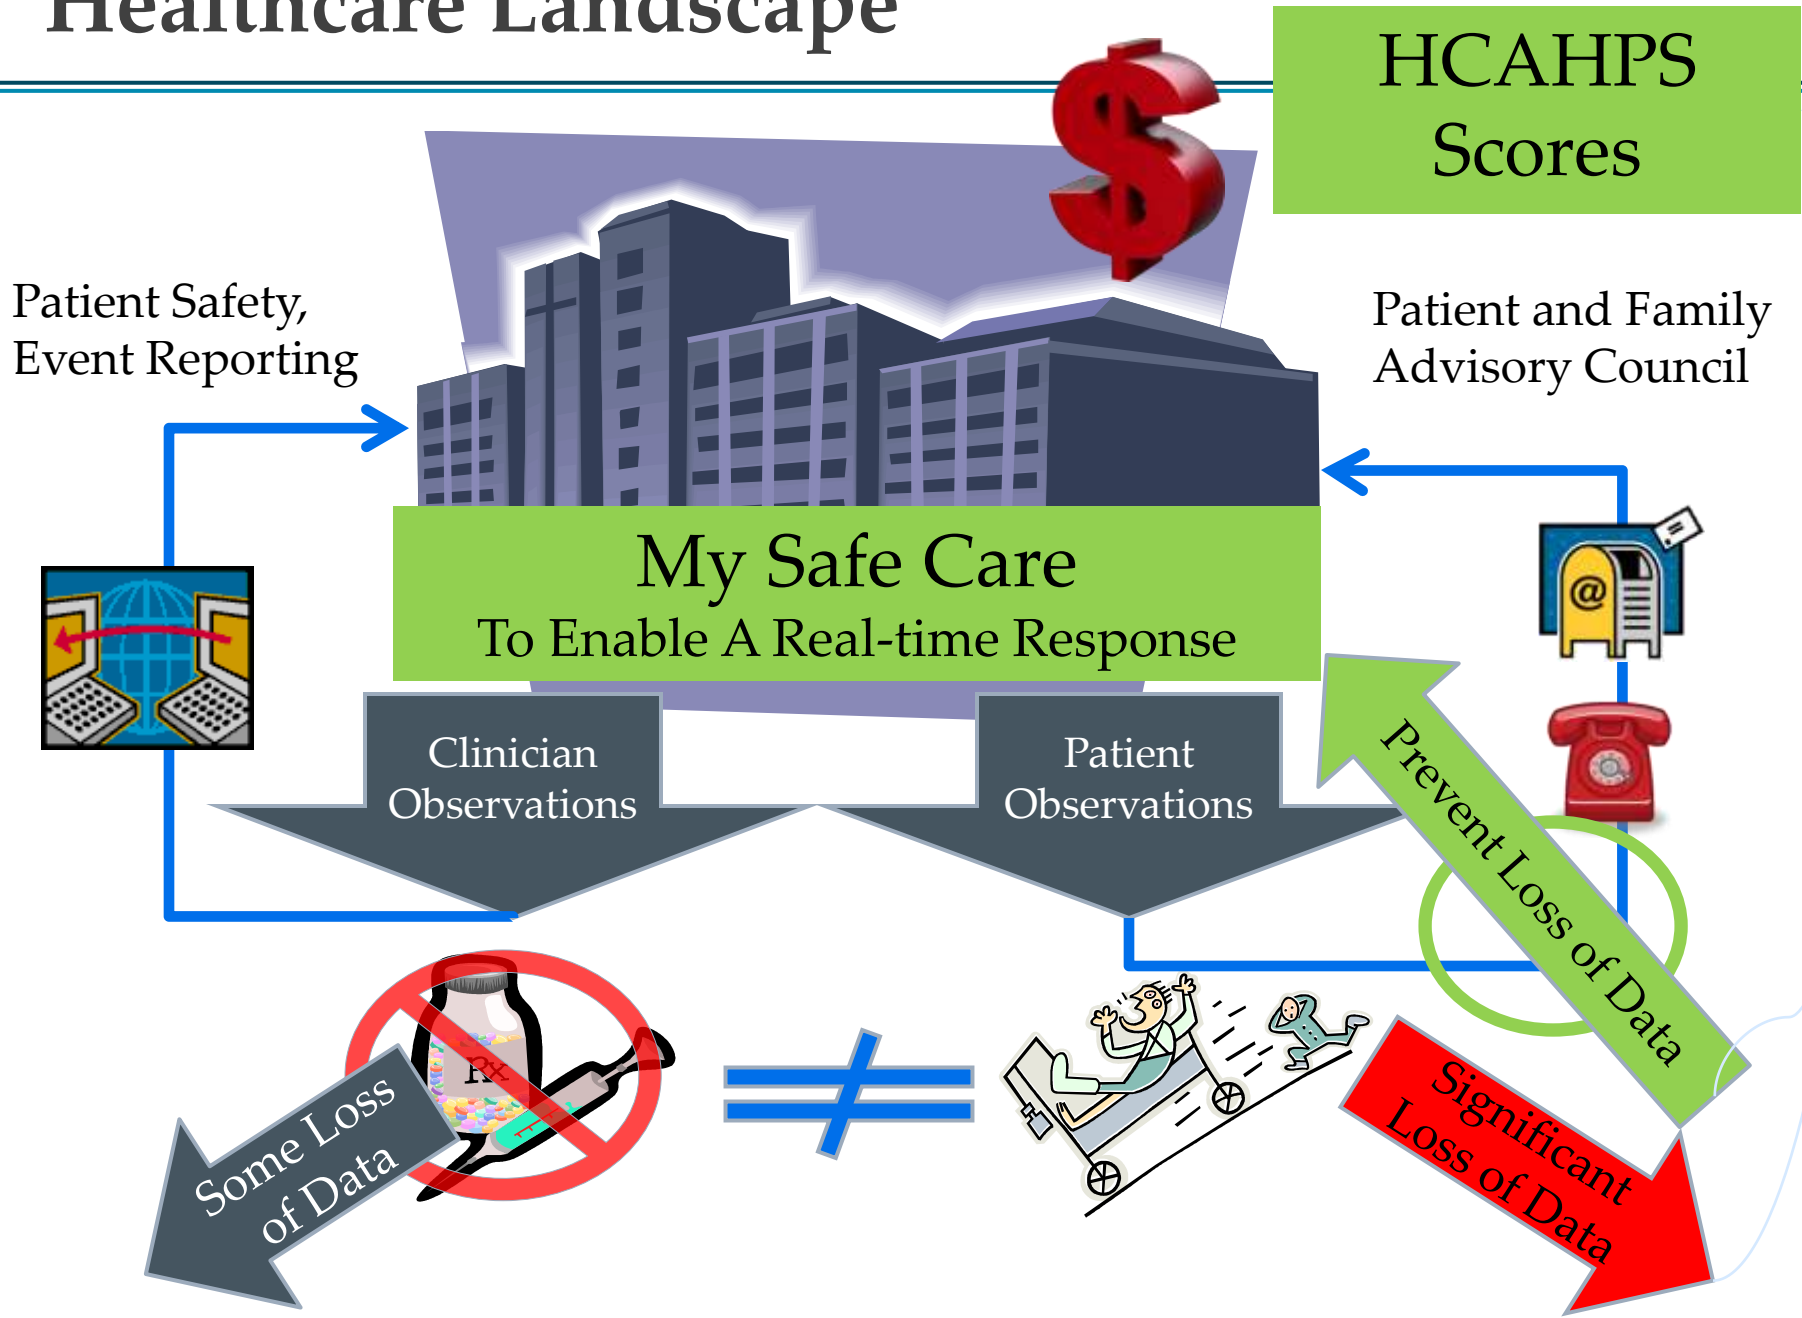 Healthcare Landscape
HCAHPS
Scores
Patient Safety,
Event Reporting
Patient and Family
Advisory Council
My Safe Care
To Enable A Real-time Response
@
Clinician
Observations
Patient
Observations
Prevent Loss of Data
Rx
Some Loss
of Data
Significant
Loss of Data